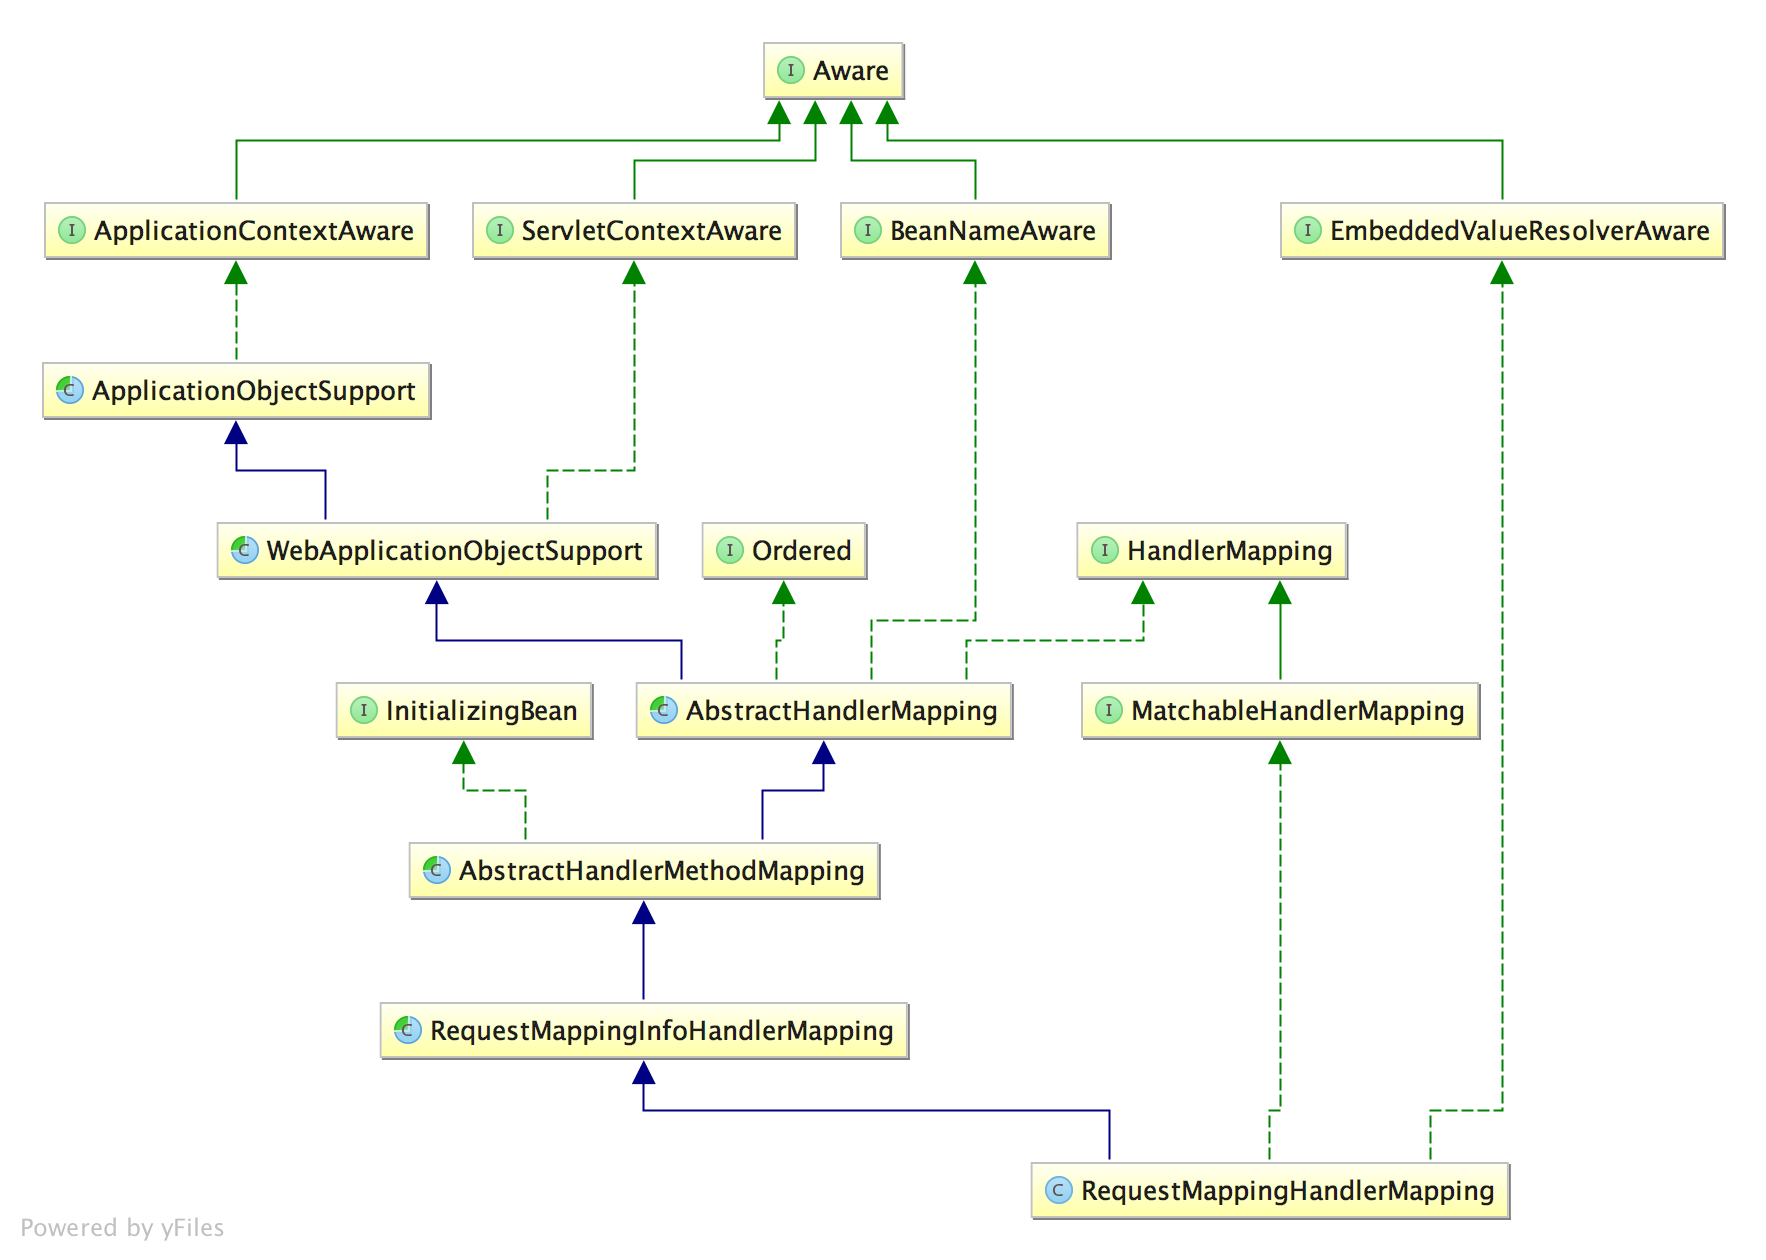 I Aware
I ApplicationContextAware
I ServletContextAware
I BeanNameAware
I EmbeddedValueResolverAware
C ApplicationObjectSupport
C WebApplicationObjectSupport
I Ordered
I HandlerMapping
I InitializingBean
C AbstractHandlerMapping
I MatchableHandlerMapping
C AbstractHandlerMethodMapping
C RequestMappingInfoHandlerMapping
C RequestMappingHandlerMapping
Powered by yFiles